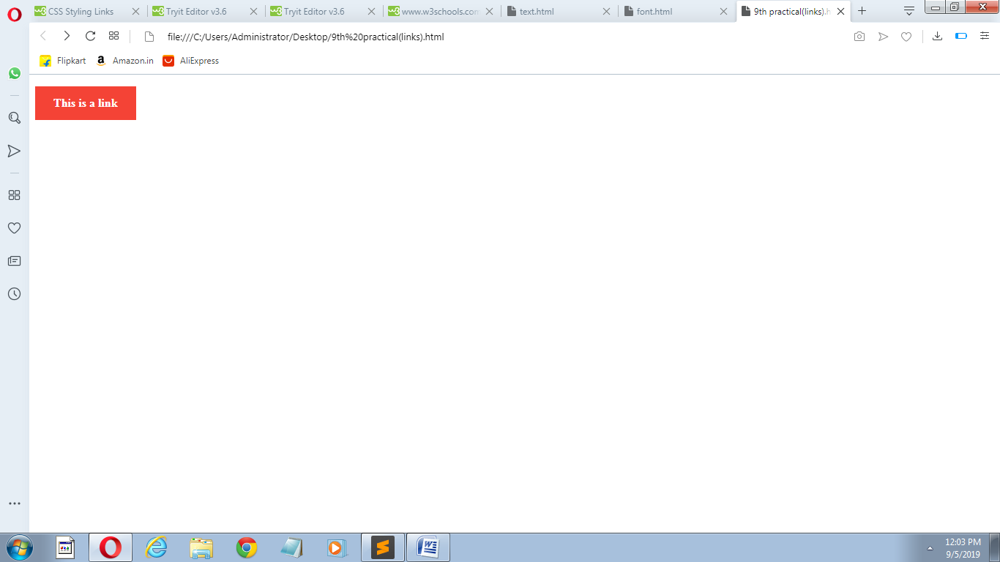 CSS Styling Links
Tryit Editor v3.6
Tryit Editor v3.6
www.w3schools.com
text.html
font.html
9th practical(links).h
file:///C:/Users/Administrator/Desktop/9th%20practical(links).html
Flipkart
Amazon.in
AliExpress
This is a link
12:03 PM
9/5/2019